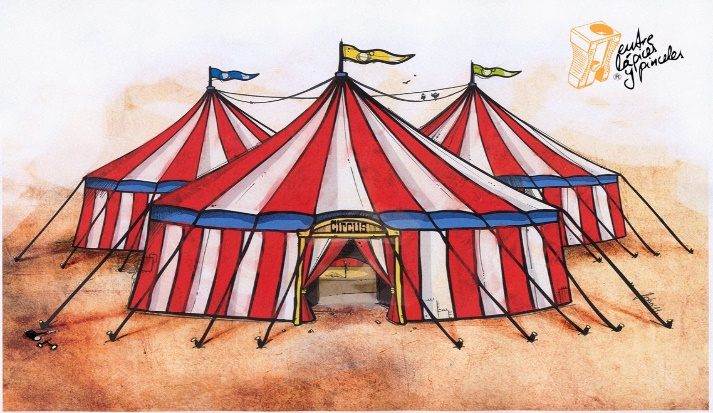 entre
lápices
y pinceles
®
CIRCUS